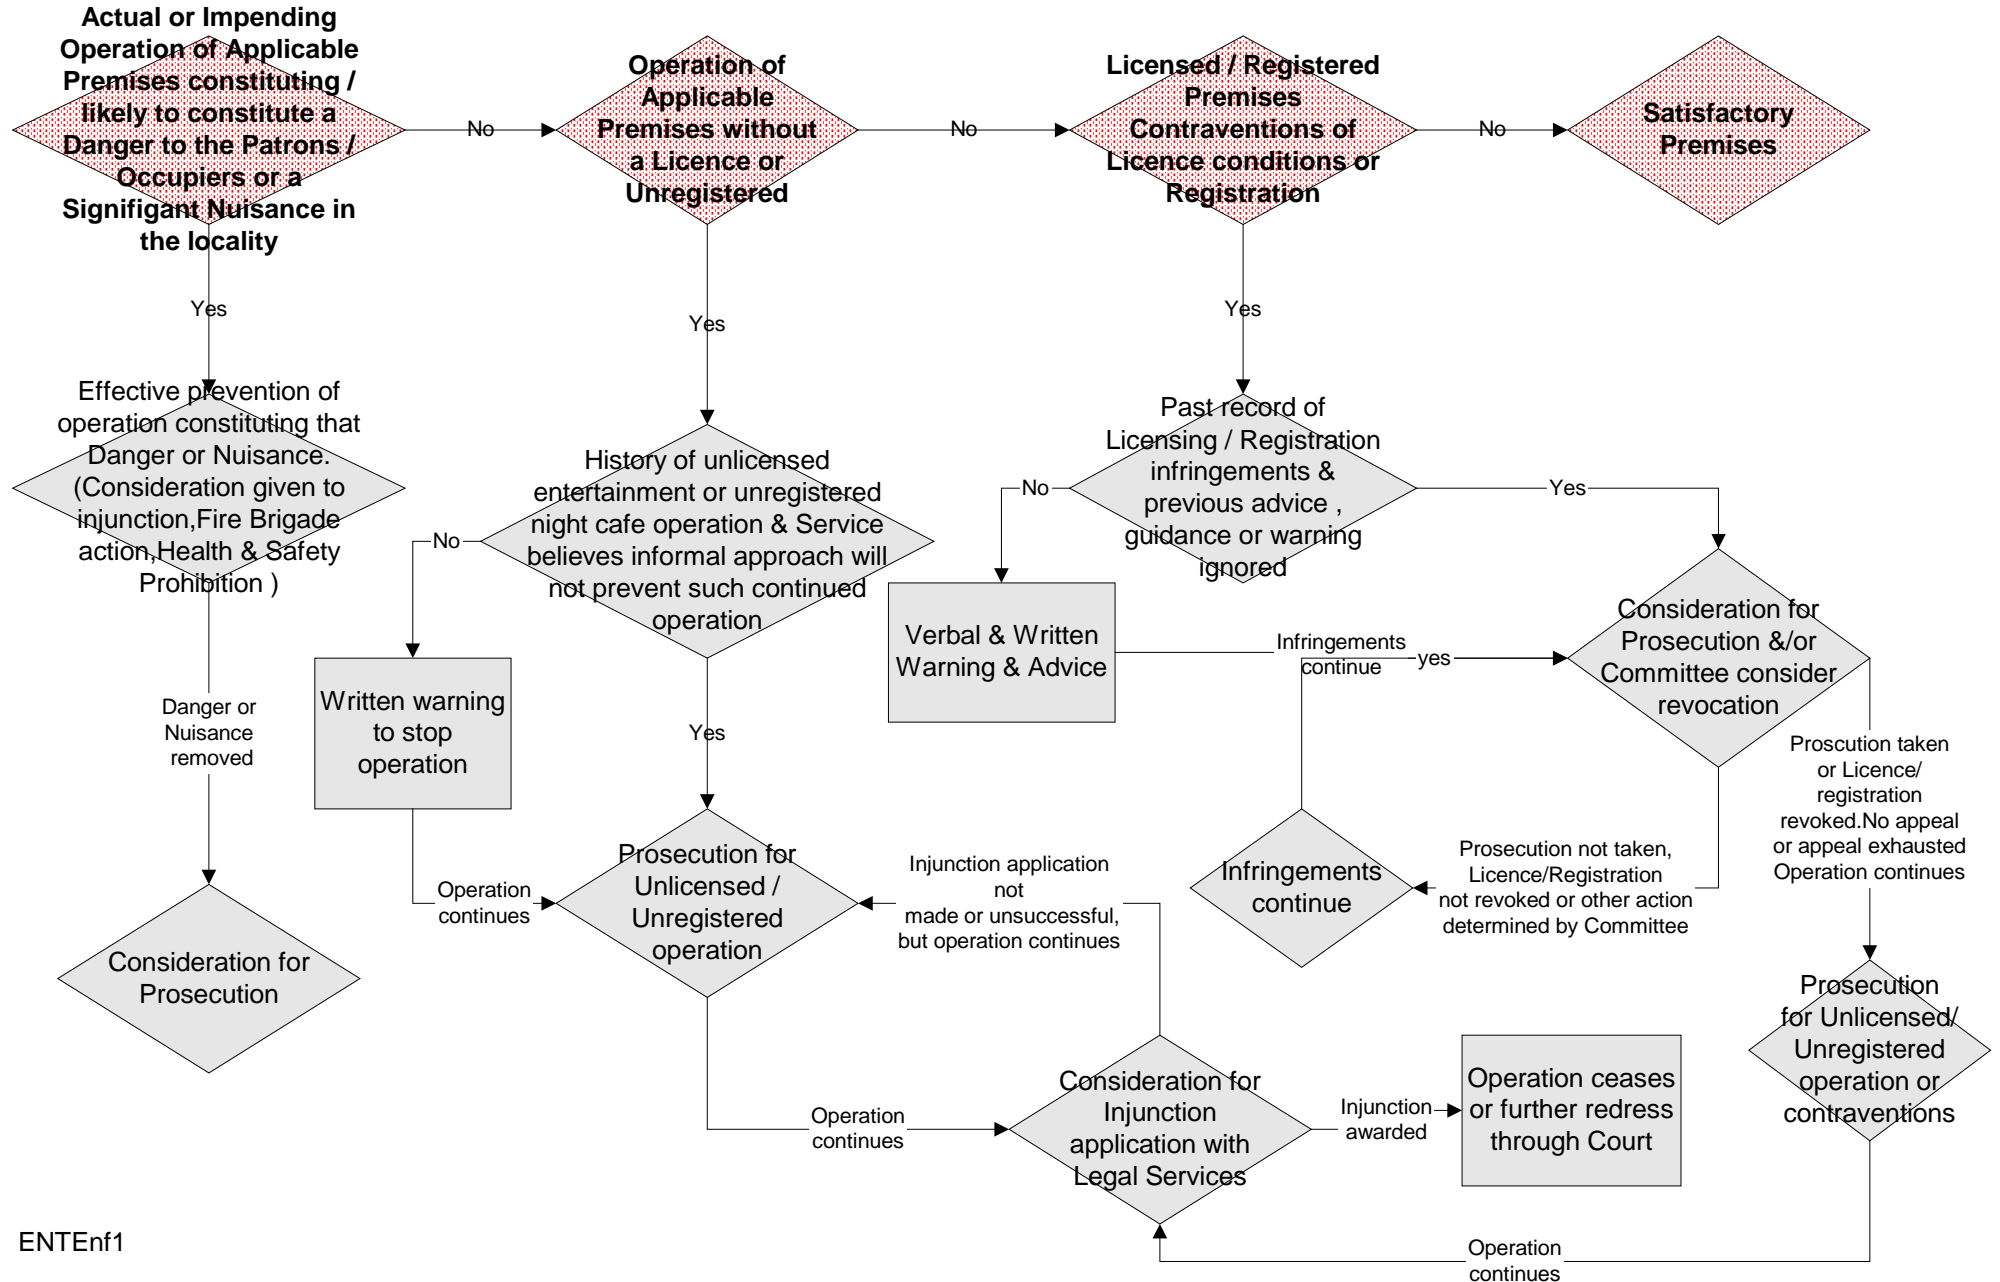 Actual or Impending
Operation of Applicable
Premises constituting /
likely to constitute a
Danger to the Patrons /
Occupiers or a
Signifigant Nuisance in
the locality
No
Operation of
Applicable
Premises without
a Licence or
Unregistered
No
Licensed / Registered
Premises
Contraventions of
Licence conditions or
Registration
No
Satisfactory
Premises
Yes
Yes
Yes
Effective prevention of
operation constituting that
Danger or Nuisance.
(Consideration given to
injunction,Fire Brigade
action,Health & Safety
Prohibition )
History of unlicensed
entertainment or unregistered
night cafe operation & Service
believes informal approach will
not prevent such continued
operation
Past record of
Licensing / Registration
infringements &
previous advice ,
guidance or warning
ignored
No
No
Yes
Danger or
Nuisance
removed
Written warning
to stop
operation
Yes
Verbal & Written
Warning & Advice
Infringements
continue
yes
Consideration for
Prosecution &/or
Committee consider
revocation
Proscution taken
or Licence/
registration
revoked.No appeal
or appeal exhausted
Operation continues
Consideration for
Prosecution
Operation
continues
Prosecution for
Unlicensed /
Unregistered
operation
Injunction application
not
made or unsuccessful,
but operation continues
Infringements
continue
Prosecution not taken,
Licence/Registration
not revoked or other action
determined by Committee
Operation
continues
Consideration for
Injunction
application with
Legal Services
Injunction
awarded
Operation ceases
or further redress
through Court
Prosecution
for Unlicensed/
Unregistered
operation or
contraventions
Operation
continues
ENTEnf1